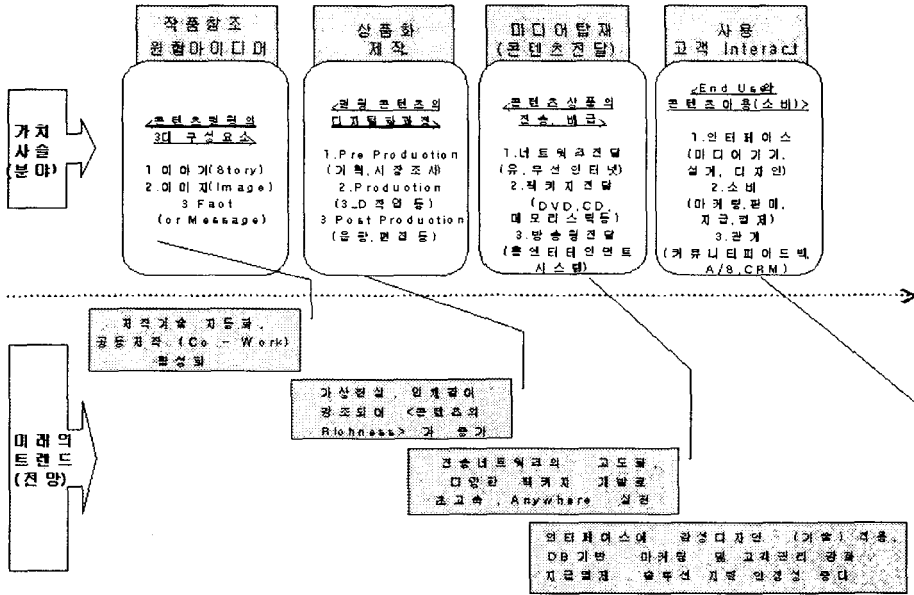 작품창조
원형아이디어
상품화
제작
미디어탑재
(콘텐츠전달)
사용
고객 Interact
가치
사슬
(분야)
<콘텐츠원형의
3대 구성요소>
1 이야기(Story)
2.이미지(Image)
3 Fact
(or Message)
<원형 콘텐츠의
디지털화과정>
1.Pre Production
(기획,시장조사)
2.Production
(3_D작업등)
3 Post Production
(음향,편집 등)
<콘텐츠상품의
전송, 배급>
1.네트워크전달
(유,무선인터넷)
2.팩키지전달
(DVD,CD,
메모리스틱등)
3.방송형전달
(홈엔터테인먼트
시스템)
<End Use와
콘텐츠이용(소비)>
1.인터페이스
(미디어기기,
설계, 디자인)
2.소비
(마케팅,판매,
지급,결제)
3.관계
(커뮤니티피드백,
A/S,CRM)
제작기술 자동화,
공동제작 (Co - Work)
활성화
가상현실, 인게임이
강조되어 <콘텐츠의
Richness> 가 증가
미래의
트렌드
(전망)
전송네트워크의 고도화,
다양한 팩키지 개발로
초고속, Anywhere 실현
인터페이스에 감성디자인 (기술) 적용,
DB기반 마케팅 및 고객관리 강화
지급결제 솔루션 지향 안정성 증대